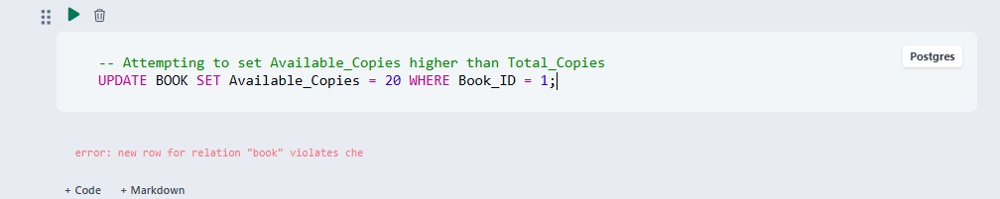 -- Attempting to set Available_Copies higher than Total_Copies
Postgres
UPDATE BOOK SET Available_Copies = 20 WHERE Book_ID = 1;
error: new row for relation "book" violates che
+ Code + Markdown